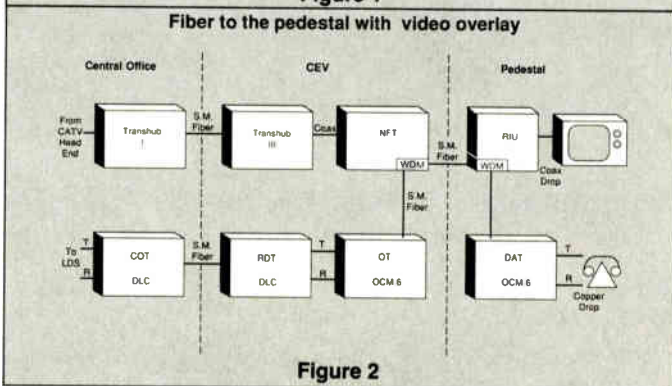 Fiber to the pedestal with video overlay
Central Office
CEV
Pedestal
From
CATV
Head
End
Transhub
I
S.M.
Fiber
Transhub
III
Coax
NFT
WDM
S.M.
Fiber
RIU
WDM
Coax
Drop
S.M.
Fiber
To
LDS
T
R
COT
DLC
S.M.
Fiber
RDT
DLC
T
R
OT
OCM 6
DAT
OCM 6
T
R
Copper
Drop
Figure 2